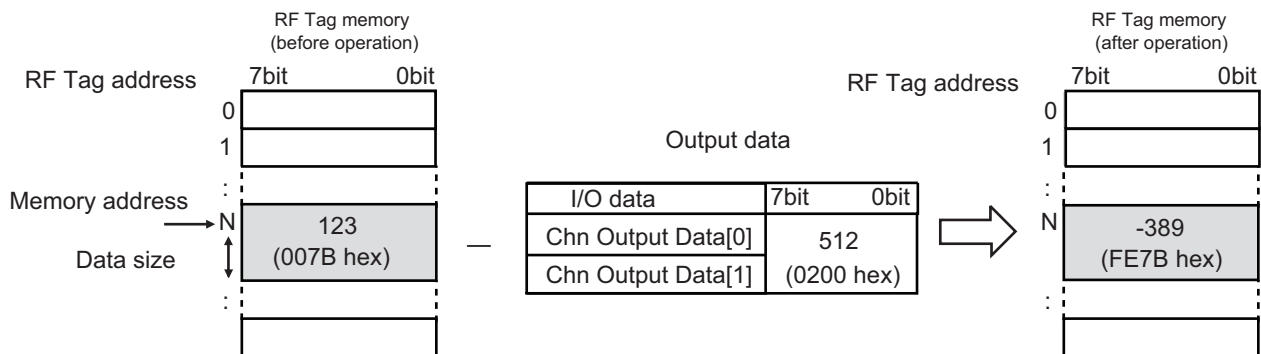 RF Tag memory
(before operation)
RF Tag address
7bit 0bit
0
1
:
Memory address
N
Data size
123
(007B hex)
:
—
Output data
I/O data 7bit 0bit
Chn Output Data[0]
Chn Output Data[1]
512
(0200 hex)
RF Tag memory
(after operation)
RF Tag address
7bit 0bit
0
1
:
N
-389
(FE7B hex)
: